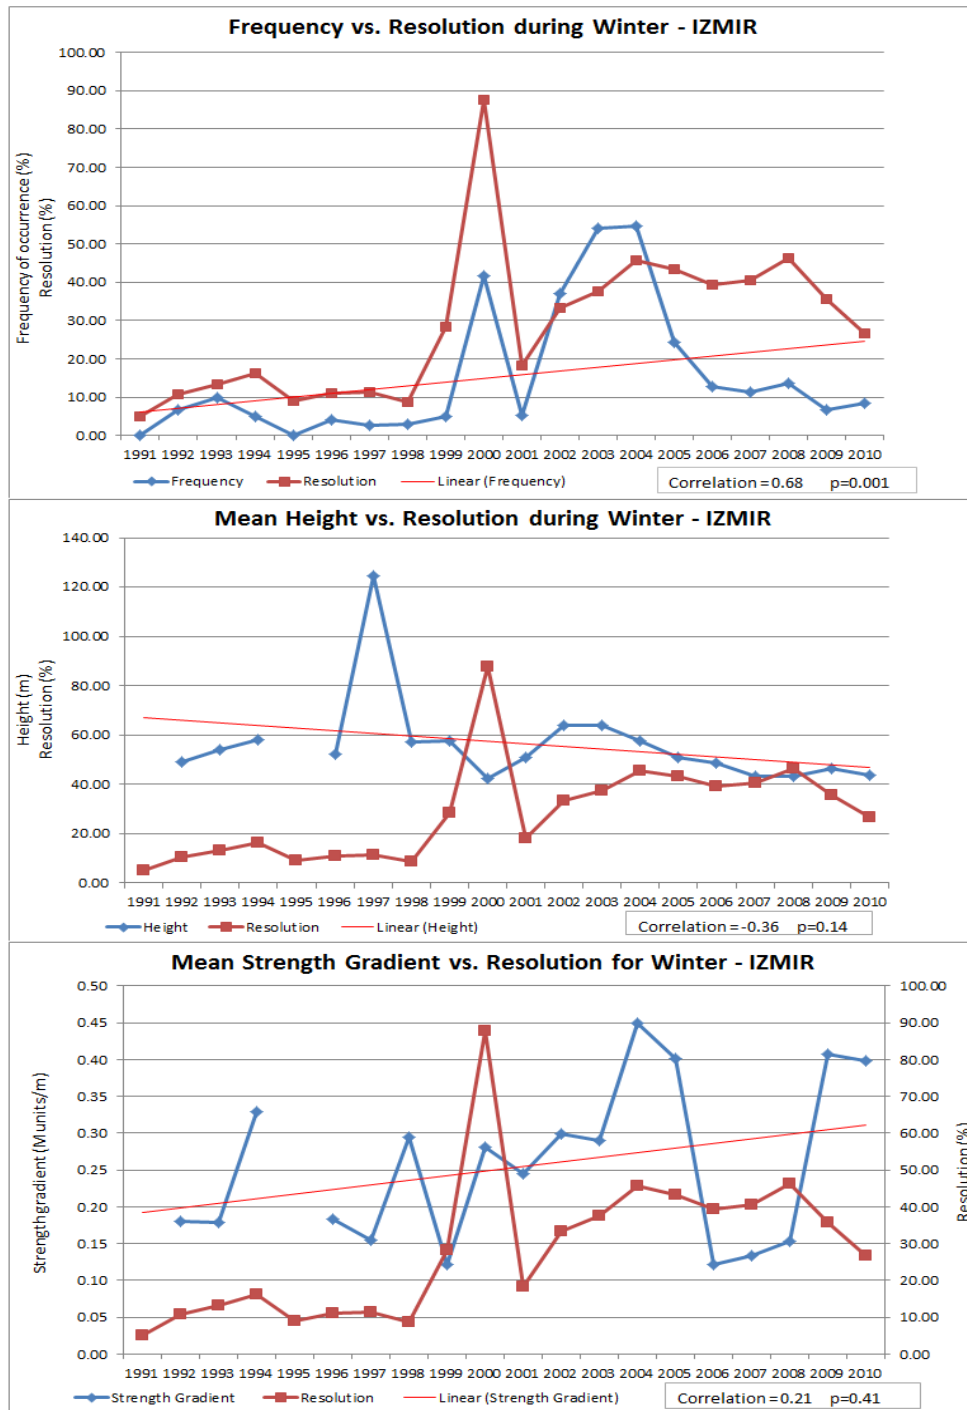 Frequency vs. Resolution during Winter - IZMIR
Frequency of occurrence (%)
Resolution (%)
100.00
90.00
80.00
70.00
60.00
50.00
40.00
30.00
20.00
10.00
0.00
1991 1992 1993 1994 1995 1996 1997 1998 1999 2000 2001 2002 2003 2004 2005 2006 2007 2008 2009 2010
Frequency Resolution Linear (Frequency)
Correlation = 0.68 p=0.001
Mean Height vs. Resolution during Winter - IZMIR
Height (m)
Resolution (%)
140.00
120.00
100.00
80.00
60.00
40.00
20.00
0.00
1991 1992 1993 1994 1995 1996 1997 1998 1999 2000 2001 2002 2003 2004 2005 2006 2007 2008 2009 2010
Height Resolution Linear (Height)
Correlation = -0.36 p=0.14
Mean Strength Gradient vs. Resolution for Winter - IZMIR
Strengthgradient (Munits/m)
0.50
0.45
0.40
0.35
0.30
0.25
0.20
0.15
0.10
0.05
0.00
100.00
90.00
80.00
70.00
60.00
50.00
40.00
30.00
20.00
10.00
0.00
Resolution (%)
1991 1992 1993 1994 1995 1996 1997 1998 1999 2000 2001 2002 2003 2004 2005 2006 2007 2008 2009 2010
Strength Gradient Resolution Linear (Strength Gradient)
Correlation = 0.21 p=0.41